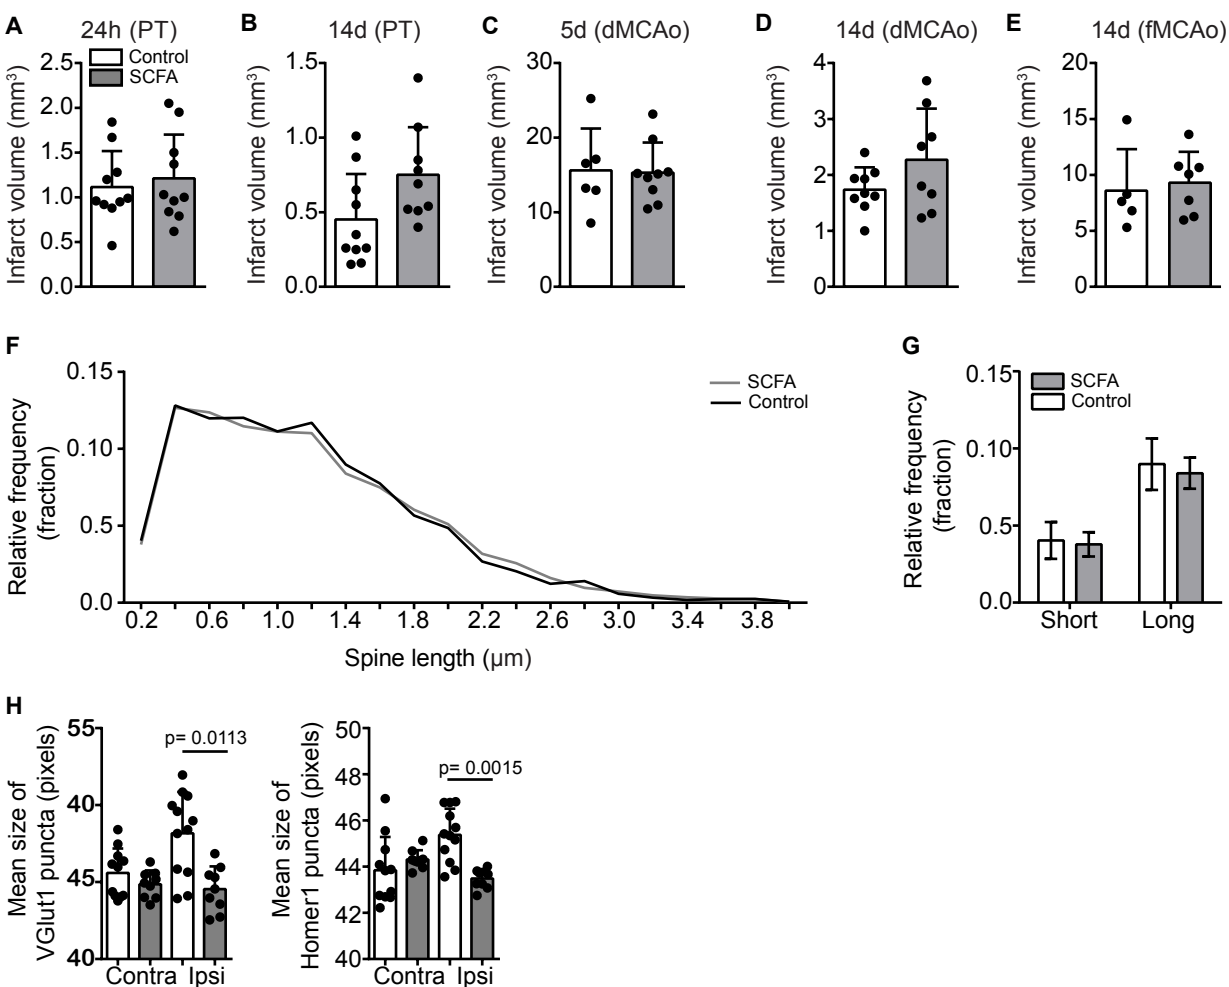 A
24h (PT)
Infarct volume (mm³)
Control
SCFA
2.5
2.0
1.5
1.0
0.5
0.0
B
14d (PT)
Infarct volume (mm³)
1.5
1.0
0.5
0.0
C
5d (dMCAo)
Infarct volume (mm³)
30
20
10
0
D
14d (dMCAo)
Infarct volume (mm³)
4
3
2
1
0
E
14d (fMCAo)
Infarct volume (mm³)
20
15
10
5
0
F
Relative frequency
(fraction)
0.15
0.10
0.5
0.0
SCFA
Control
0.2 0.6 1.0 1.4 1.8 2.2 2.6 3.0 3.4 3.8
Spine length (µm)
G
Relative frequency
(fraction)
0.15
0.10
0.5
0.0
SCFA
Control
Short Long
H
Mean size of
VGlut1 puncta (pixels)
55
40
45
40
p= 0.0113
Contra Ipsi
Mean size of
Homer1 puncta (pixels)
50
48
46
44
42
40
p= 0.0015
Contra Ipsi